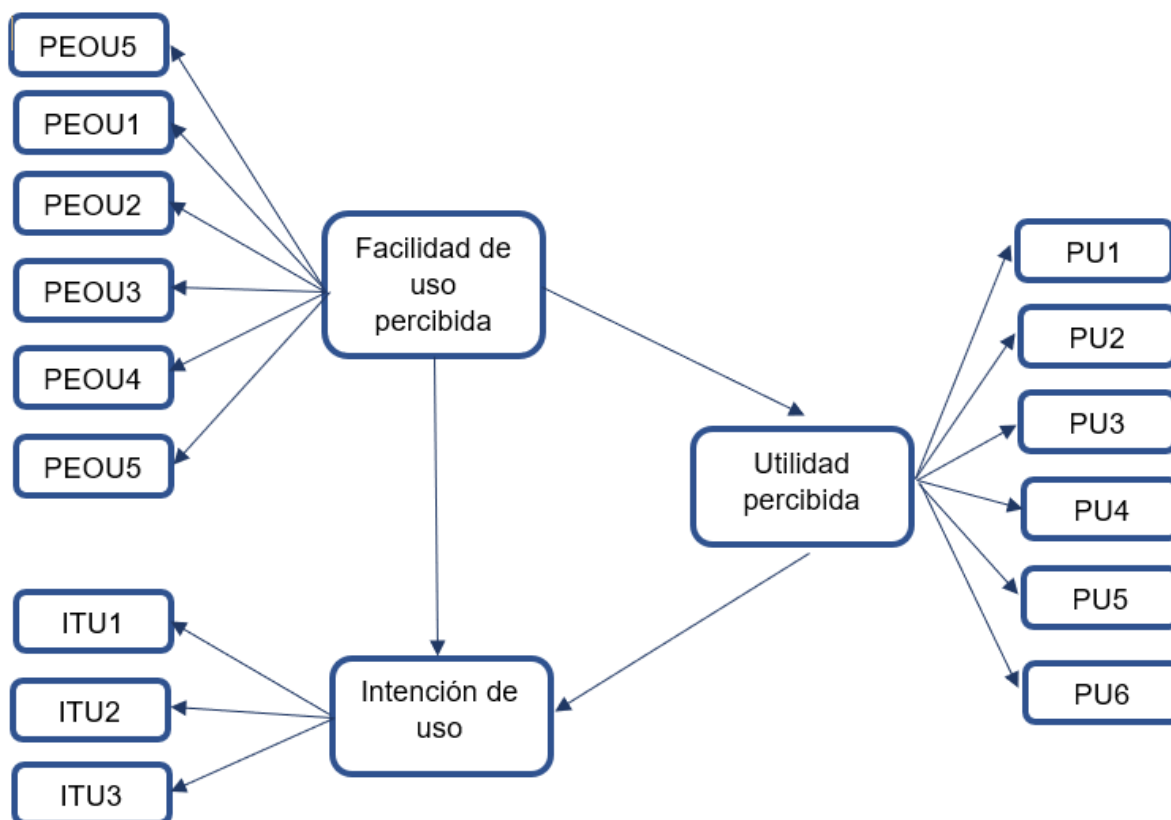 PEOU5
PEOU1
PEOU2
PEOU3
PEOU4
PEOU5
Facilidad de
uso
percibida
Utilidad
percibida
PU1
PU2
PU3
PU4
PU5
PU6
ITU1
ITU2
ITU3
Intención de
uso